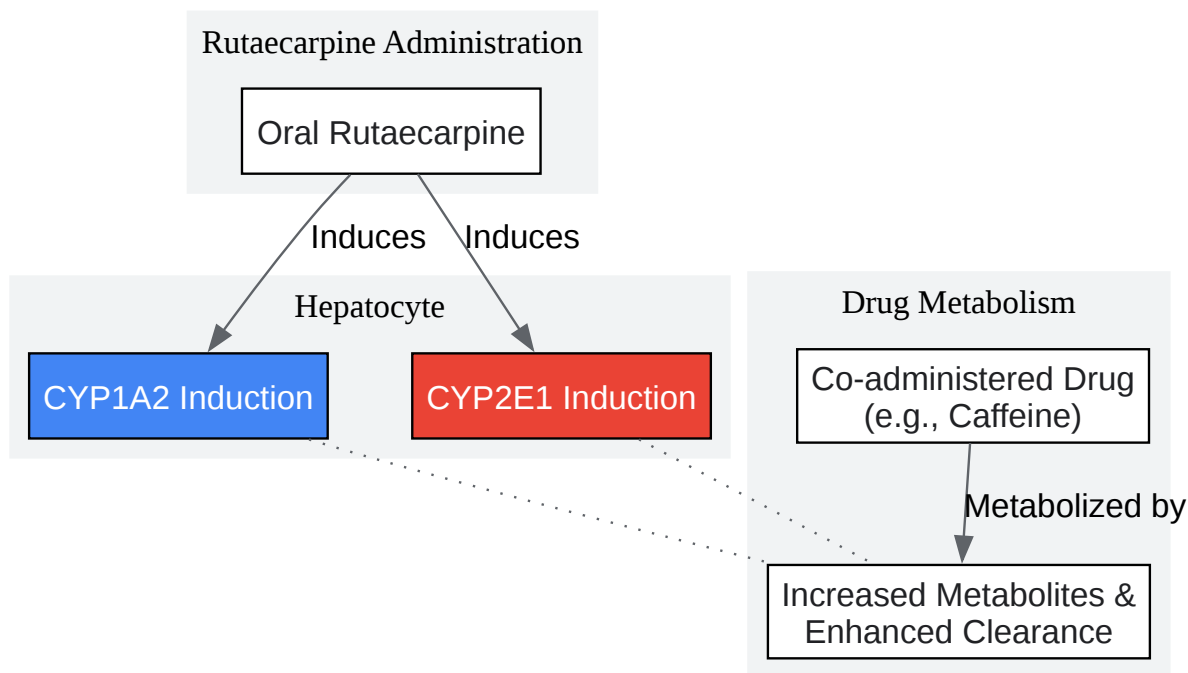 Rutaecarpine Administration
Oral Rutaecarpine
Induces
Induces
Hepatocyte
CYP1A2 Induction
CYP2E1 Induction
Drug Metabolism
Co-administered Drug
(e.g., Caffeine)
Metabolized by
Increased Metabolites &
Enhanced Clearance